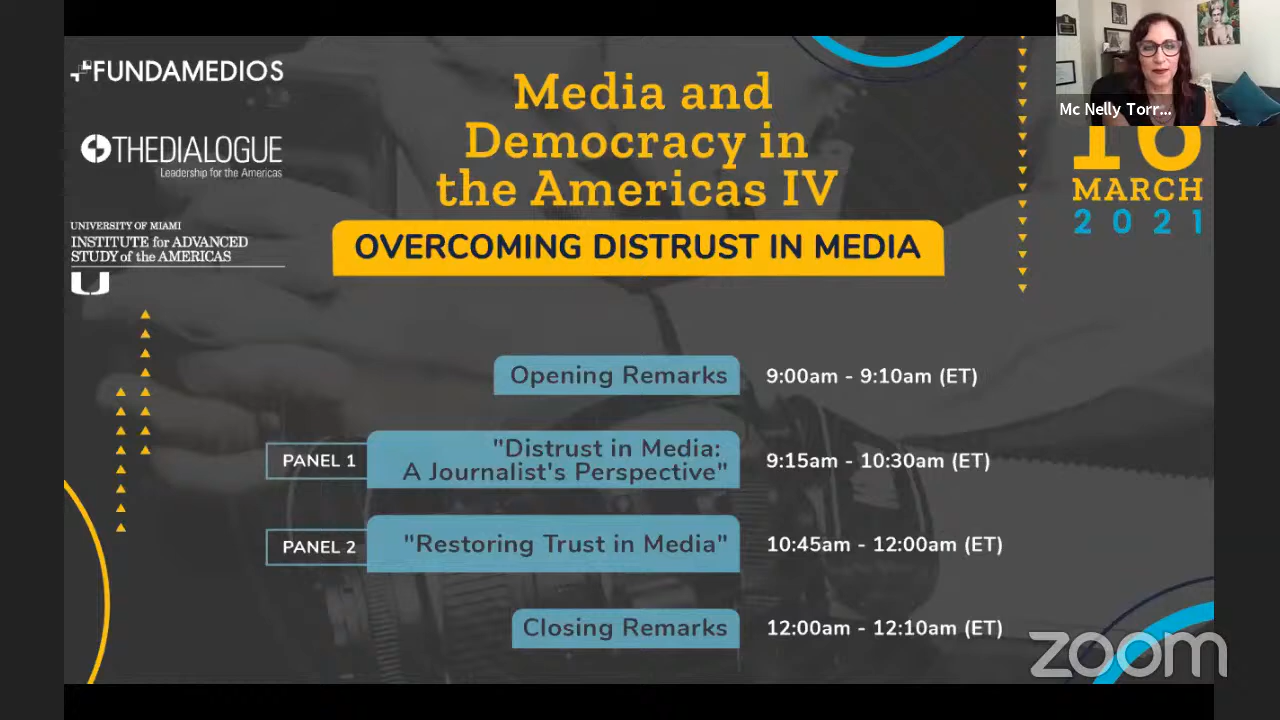 FUNDAMEDIOS
THEDIALOGUE
Leadership for the Americas
UNIVERSITY OF MIAMI
INSTITUTE for ADVANCED
STUDY of the AMERICAS
Media and
Democracy in
the Americas IV
OVERCOMING DISTRUST IN MEDIA
Mc Nelly Torr...
16
MARCH
2021
Opening Remarks
9:00am - 9:10am (ET)
PANEL 1
"Distrust in Media:
A Journalist's Perspective"
9:15am - 10:30am (ET)
PANEL 2
"Restoring Trust in Media"
10:45am - 12:00am (ET)
Closing Remarks
12:00am - 12:10am (ET)
zoom